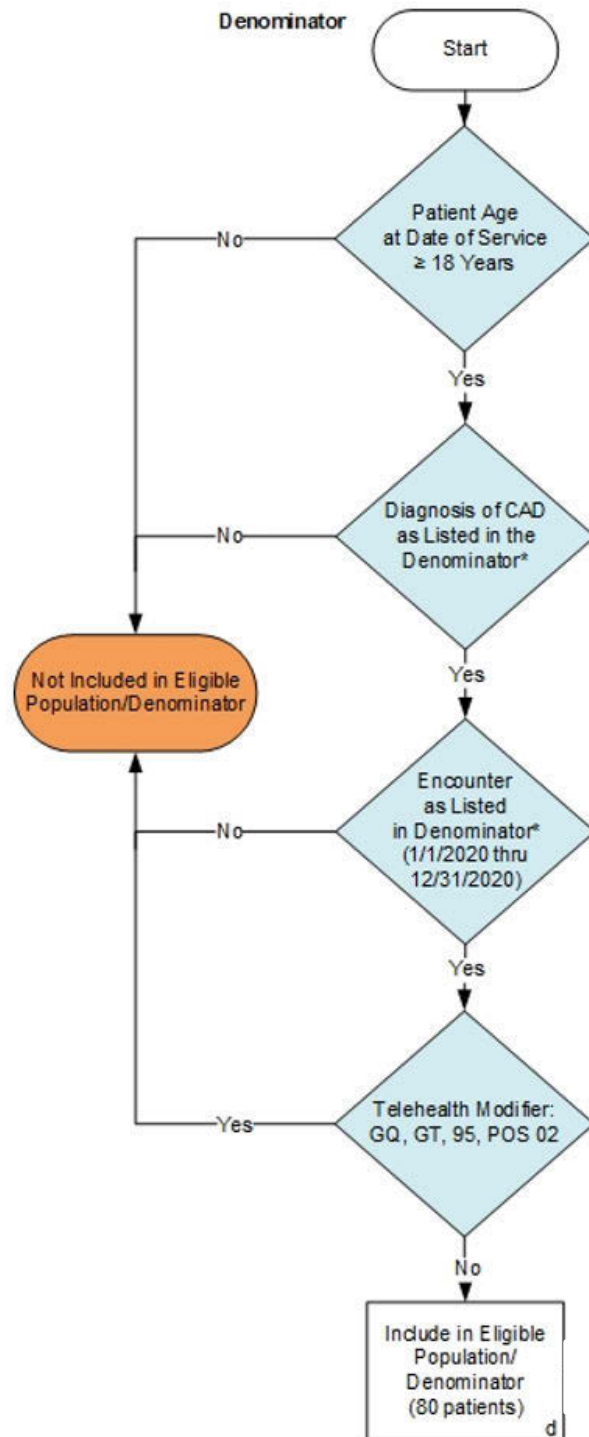 Denominator
Start
Patient Age
at Date of Service
≥ 18 Years
No
Yes
Diagnosis of CAD
as Listed in the
Denominator*
No
Yes
Not Included in Eligible
Population/Denominator
Encounter
as Listed
in Denominator*
(1/1/2020 thru
12/31/2020)
No
Yes
Telehealth Modifier:
GQ, GT, 95, POS 02
Yes
No
Include in Eligible
Population/
Denominator
(80 patients)
d